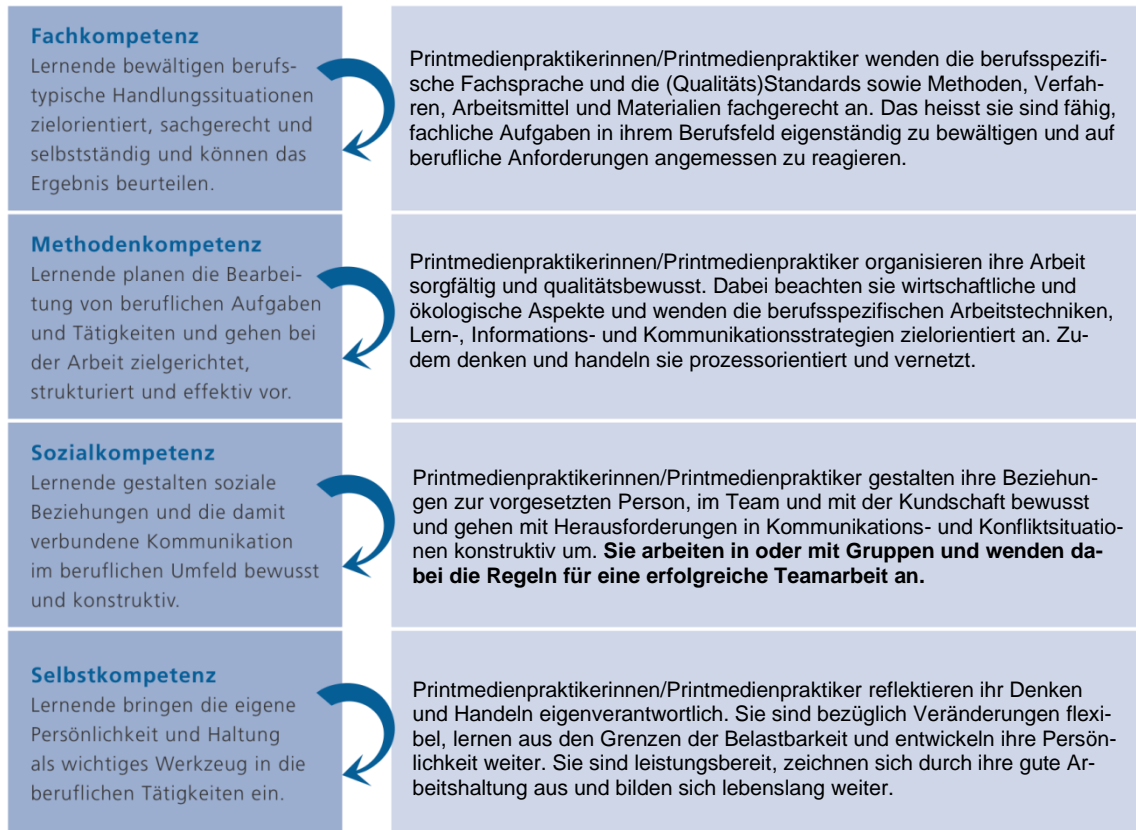 Fachkompetenz
Lernende bewältigen berufs-
typische Handlungssituationen
zielorientiert, sachgerecht und
selbstständig und können das
Ergebnis beurteilen.
Printmedienpraktikerinnen/Printmedienpraktiker wenden die berufsspezifi-
sche Fachsprache und die (Qualitäts)Standards sowie Methoden, Verfah-
ren, Arbeitsmittel und Materialien fachgerecht an. Das heisst sie sind fähig,
fachliche Aufgaben in ihrem Berufsfeld eigenständig zu bewältigen und auf
berufliche Anforderungen angemessen zu reagieren.
Methodenkompetenz
Lernende planen die Bearbei-
tung von beruflichen Aufgaben
und Tätigkeiten und gehen bei
der Arbeit zielgerichtet,
strukturiert und effektiv vor.
Printmedienpraktikerinnen/Printmedienpraktiker organisieren ihre Arbeit
sorgfältig und qualitätsbewusst. Dabei beachten sie wirtschaftliche und
ökologische Aspekte und wenden die berufsspezifischen Arbeitstechniken,
Lern-, Informations- und Kommunikationsstrategien zielorientiert an. Zu-
dem denken und handeln sie prozessorientiert und vernetzt.
Sozialkompetenz
Lernende gestalten soziale
Beziehungen und die damit
verbundene Kommunikation
im beruflichen Umfeld bewusst
und konstruktiv.
Printmedienpraktikerinnen/Printmedienpraktiker gestalten ihre Beziehun-
gen zur vorgesetzten Person, im Team und mit der Kundschaft bewusst
und gehen mit Herausforderungen in Kommunikations- und Konfliktsituatio-
nen konstruktiv um. Sie arbeiten in oder mit Gruppen und wenden da-
bei die Regeln für eine erfolgreiche Teamarbeit an.
Selbstkompetenz
Lernende bringen die eigene
Persönlichkeit und Haltung
als wichtiges Werkzeug in die
beruflichen Tätigkeiten ein.
Printmedienpraktikerinnen/Printmedienpraktiker reflektieren ihr Denken
und Handeln eigenverantwortlich. Sie sind bezüglich Veränderungen flexi-
bel, lernen aus den Grenzen der Belastbarkeit und entwickeln ihre Persön-
lichkeit weiter. Sie sind leistungsbereit, zeichnen sich durch ihre gute Ar-
beitshaltung aus und bilden sich lebenslang weiter.